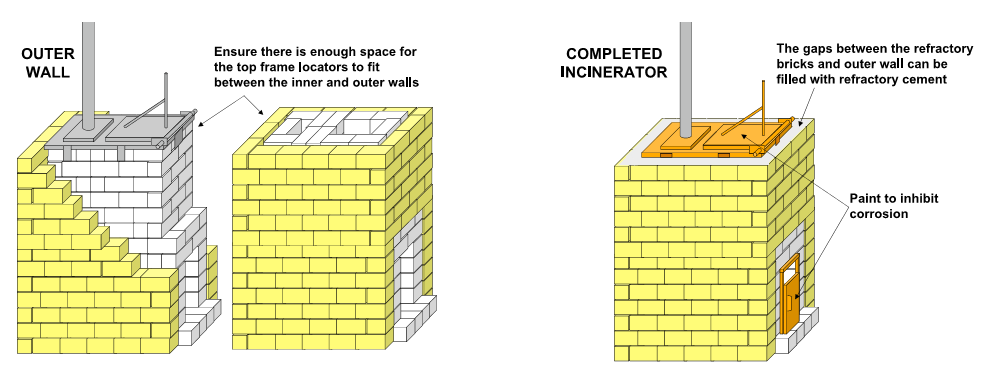 OUTER
WALL
Ensure there is enough space for
the top frame locators to fit
between the inner and outer walls
COMPLETED
INCINERATOR
The gaps between the refractory
bricks and outer wall can be
filled with refractory cement
Paint to inhibit
corrosion